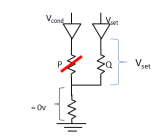 Vcond
Vset
P
Q
Vset
= 0v